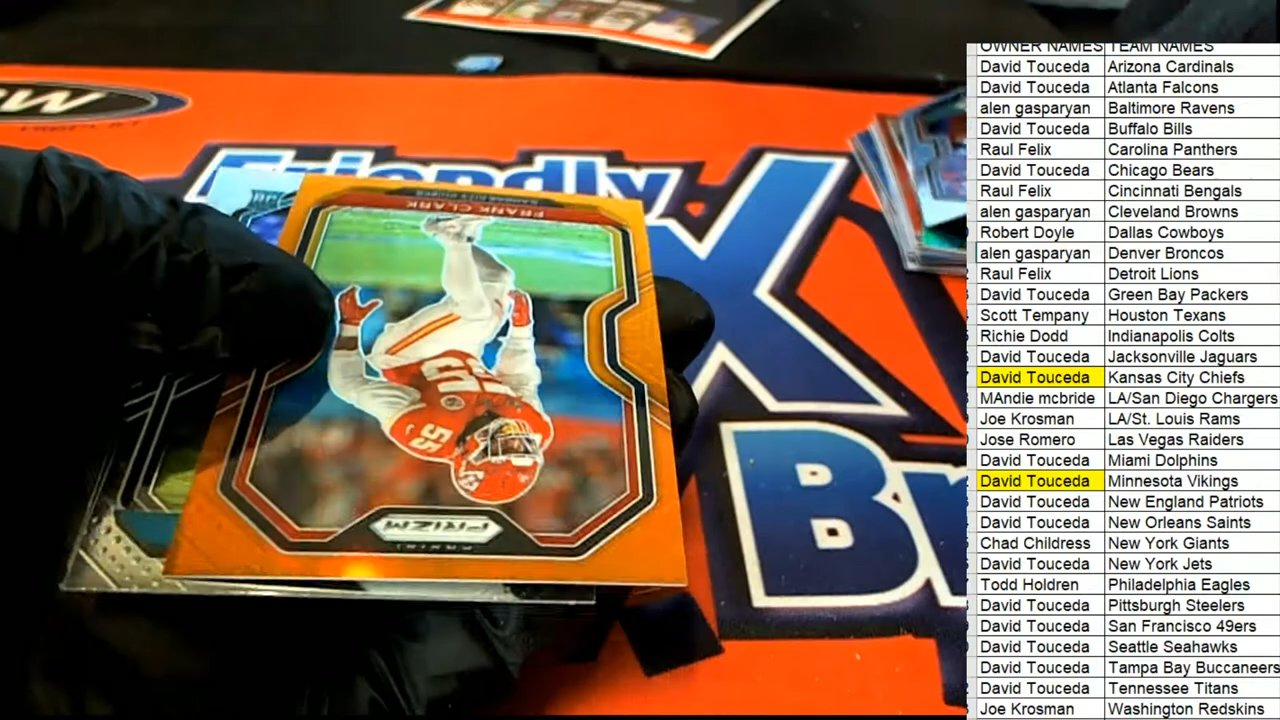 OWNER NAMES TEAM NAMES
David Touceda Arizona Cardinals
David Touceda Atlanta Falcons
alen gasparyan Baltimore Ravens
David Touceda Buffalo Bills
Raul Felix Carolina Panthers
David Touceda Chicago Bears
Raul Felix Cincinnati Bengals
alen gasparyan Cleveland Browns
Robert Doyle Dallas Cowboys
alen gasparyan Denver Broncos
Raul Felix Detroit Lions
David Touceda Green Bay Packers
Scott Tempany Houston Texans
Richie Dodd Indianapolis Colts
David Touceda Jacksonville Jaguars
David Touceda Kansas City Chiefs
MAndie mcbride LA/San Diego Chargers
Joe Krosman LA/St. Louis Rams
Jose Romero Las Vegas Raiders
David Touceda Miami Dolphins
David Touceda Minnesota Vikings
David Touceda New England Patriots
David Touceda New Orleans Saints
Chad Childress New York Giants
David Touceda New York Jets
Todd Holdren Philadelphia Eagles
David Touceda Pittsburgh Steelers
David Touceda San Francisco 49ers
David Touceda Seattle Seahawks
David Touceda Tampa Bay Buccaneers
David Touceda Tennessee Titans
Joe Krosman Washington Redskins
Friendly
X
Br
KANSAS CITY CHIEFS
FRANK CLARK
55
PRIZM
PANINI